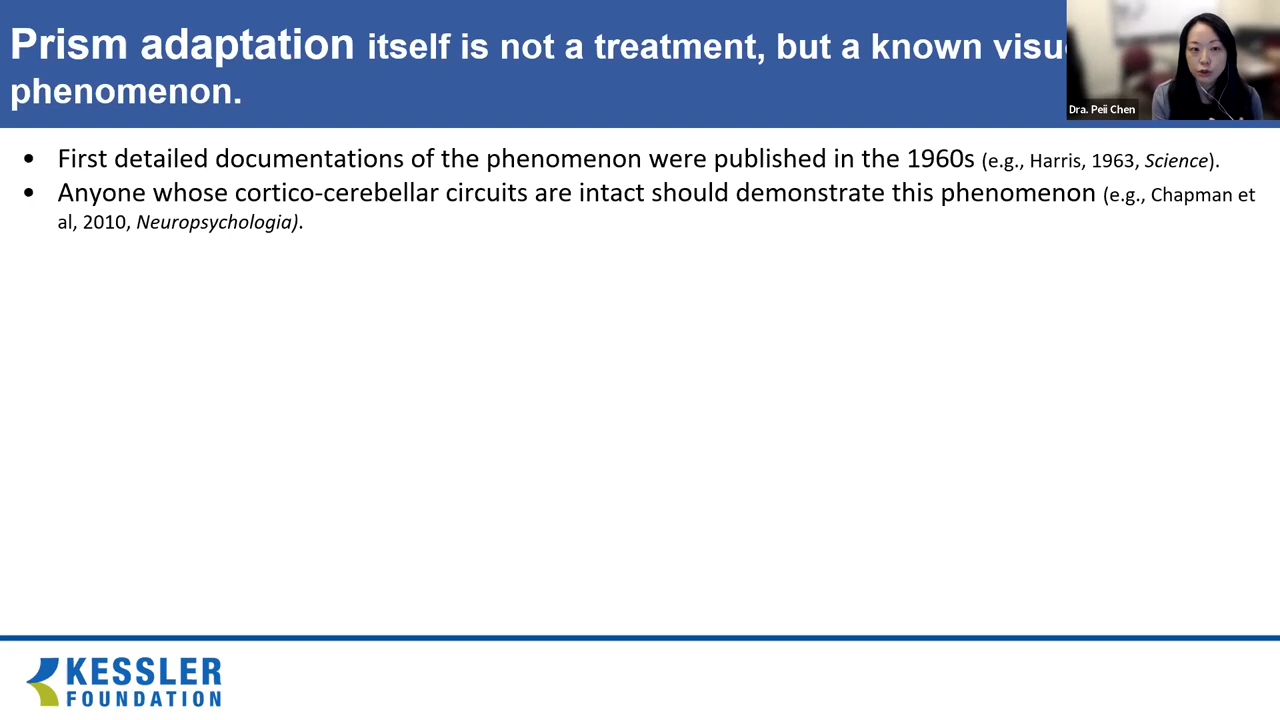 Prism adaptation itself is not a treatment, but a known
phenomenon.
Dra. Peii Chen
• First detailed documentations of the phenomenon were published in the 1960s (e.g., Harris, 1963, Science).
• Anyone whose cortico-cerebellar circuits are intact should demonstrate this phenomenon (e.g., Chapman et
al, 2010, Neuropsychologia).
KESSLER
FOUNDATION